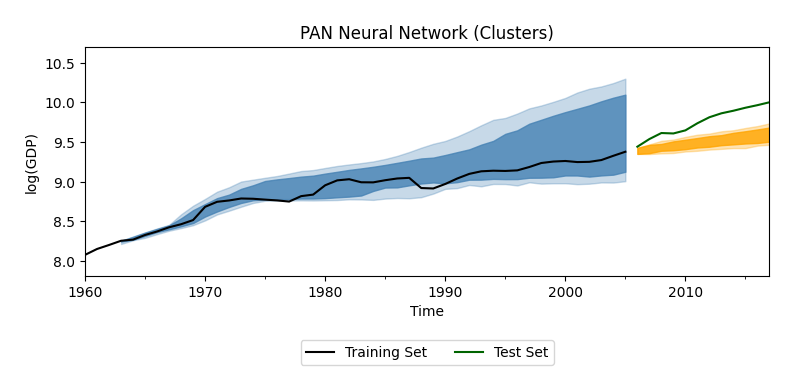 PAN Neural Network (Clusters)
log(GDP)
10.5
10.0
9.5
9.0
8.5
8.0
1960
1970
1980
1990
2000
2010
Time
Training Set
Test Set